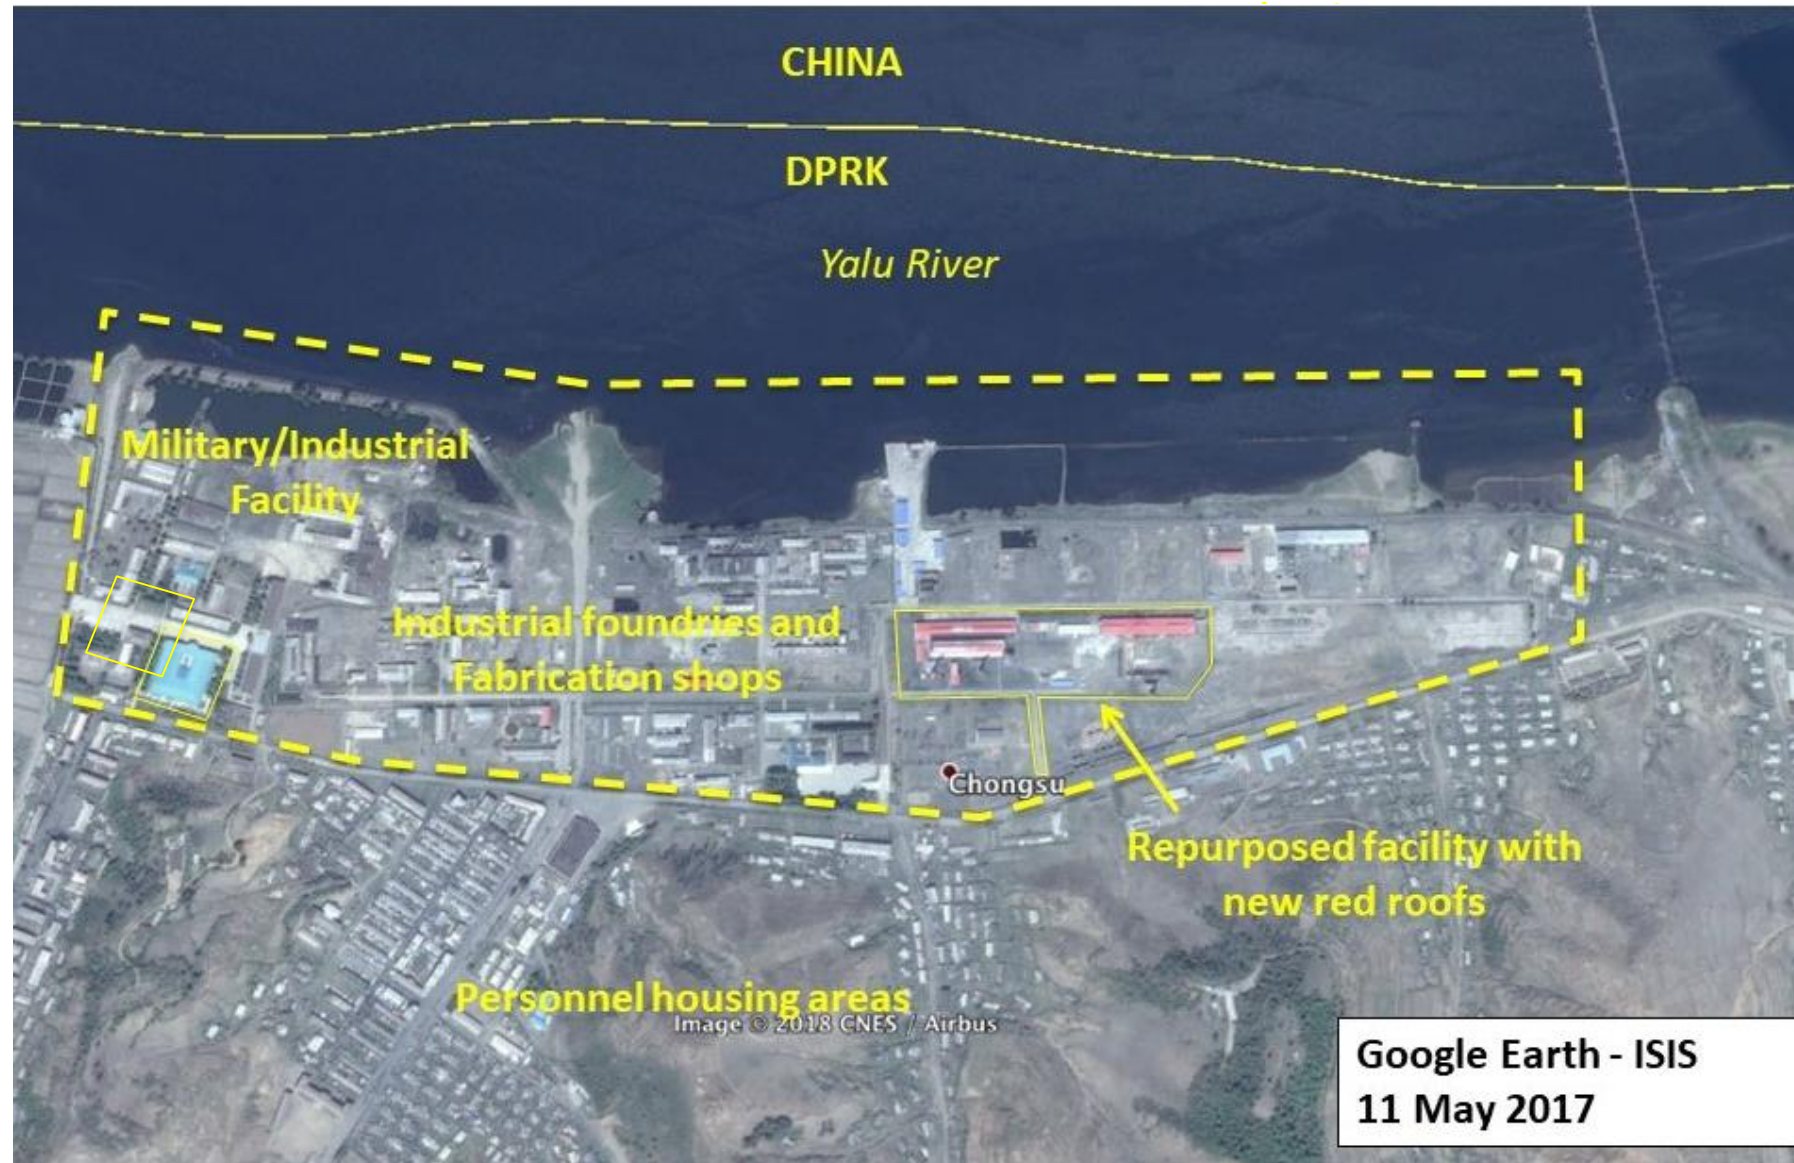 CHINA
DPRK
Yalu River
Military/Industrial
Facility
Industrial foundries and
Fabrication shops
Chongsu
Repurposed facility with
new red roofs
Personnel housing areas
Image © 2018 CNES / Airbus
Google Earth - ISIS
11 May 2017